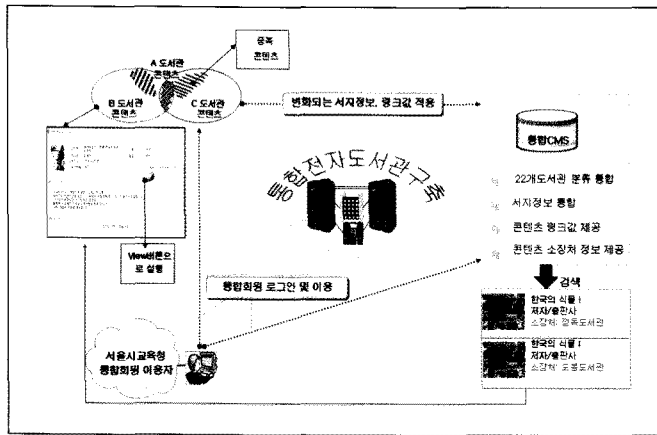 중복
콘텐츠
A 도서관
콘텐츠
B 도서관
콘텐츠
C 도서관
콘텐츠
변화되는 서지정보, 링크값 적용
통합CMS
통합전자도서관구축
22개도서관 분류 통합
서지정보 통합
콘텐츠 링크값 제공
콘텐츠 소장처 정보 제공
View버튼으
로 실행
검색
통합회원 로그안 및 이용
한국의 식물 I
저자/출판사
소장처: 정독도서관
한국의 식물 I
저자/출판사
소장처: 도봉도서관
서울시교육청
통합회원 이용자